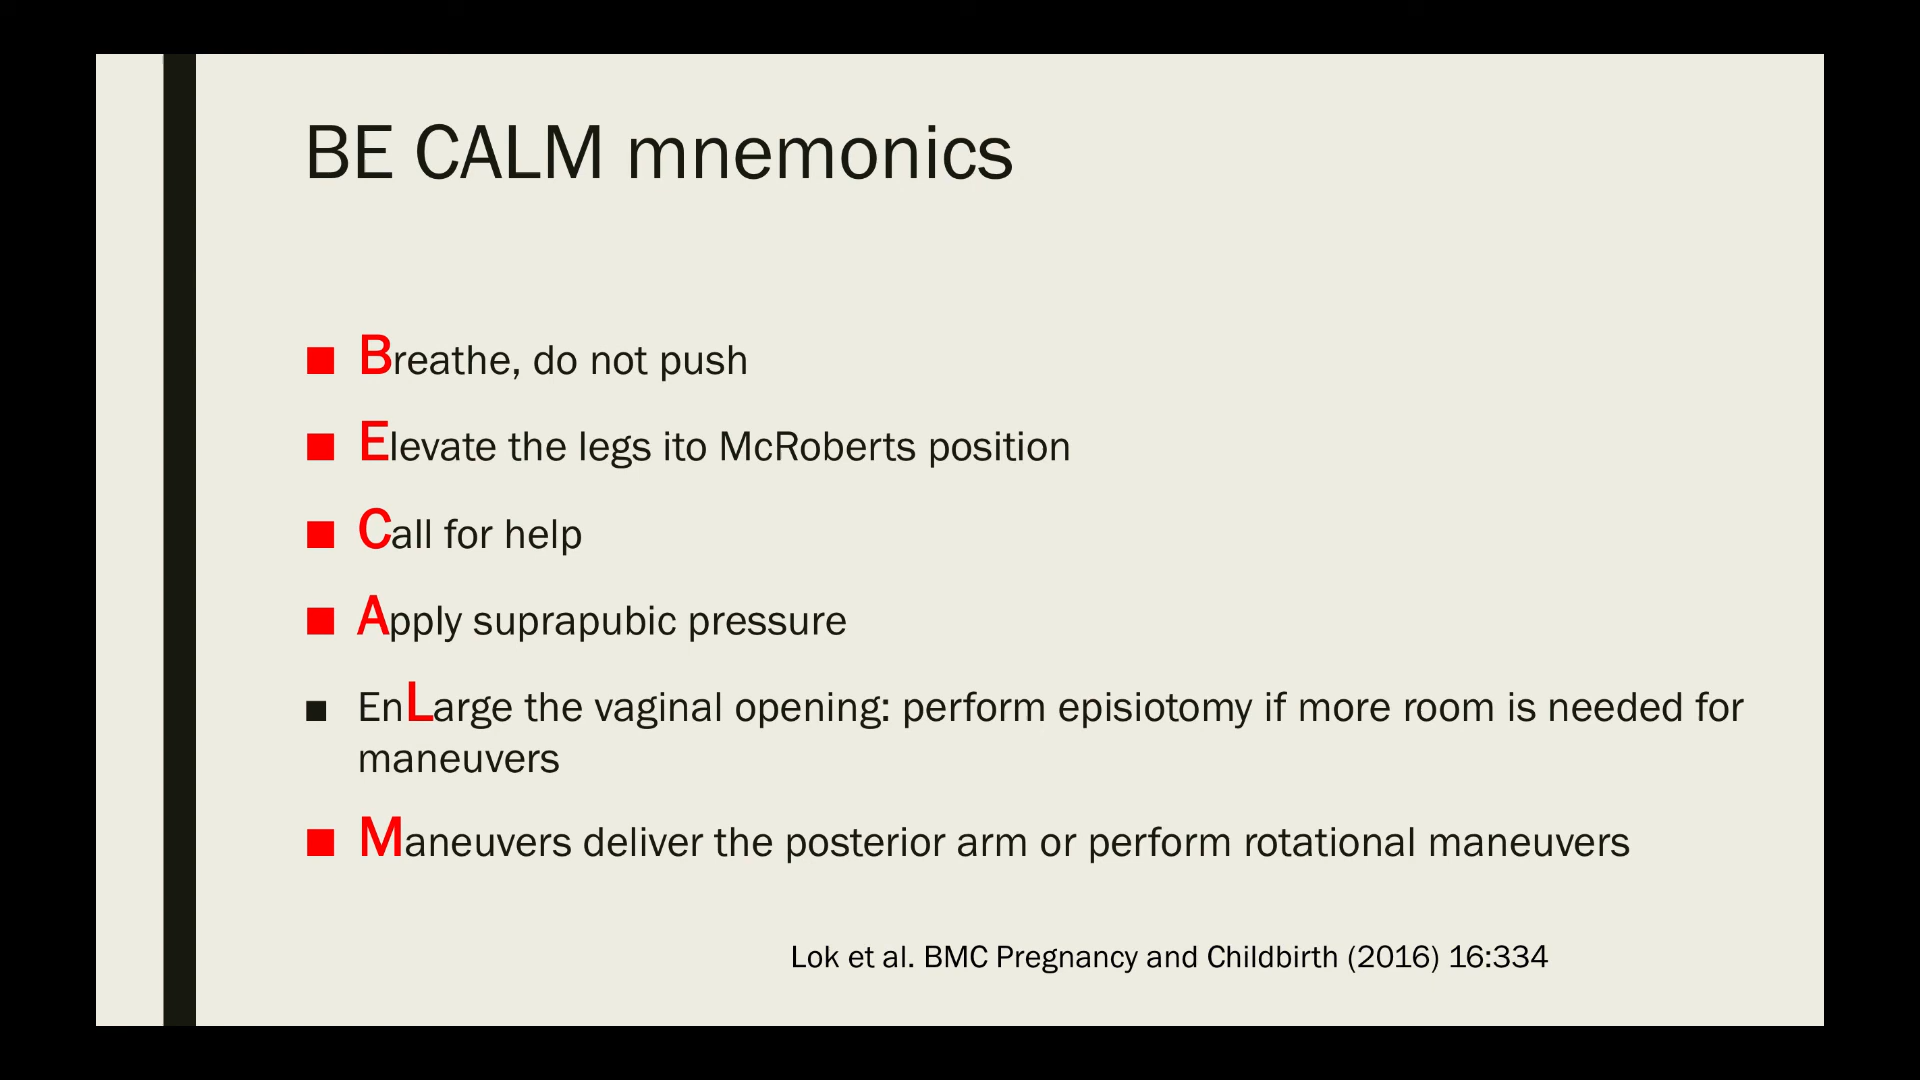 BE CALM mnemonics
Breathe, do not push
Elevate the legs ito McRoberts position
Call for help
Apply suprapubic pressure
EnLarge the vaginal opening: perform episiotomy if more room is needed for
maneuvers
Maneuvers deliver the posterior arm or perform rotational maneuvers
Lok et al. BMC Pregnancy and Childbirth (2016) 16:334